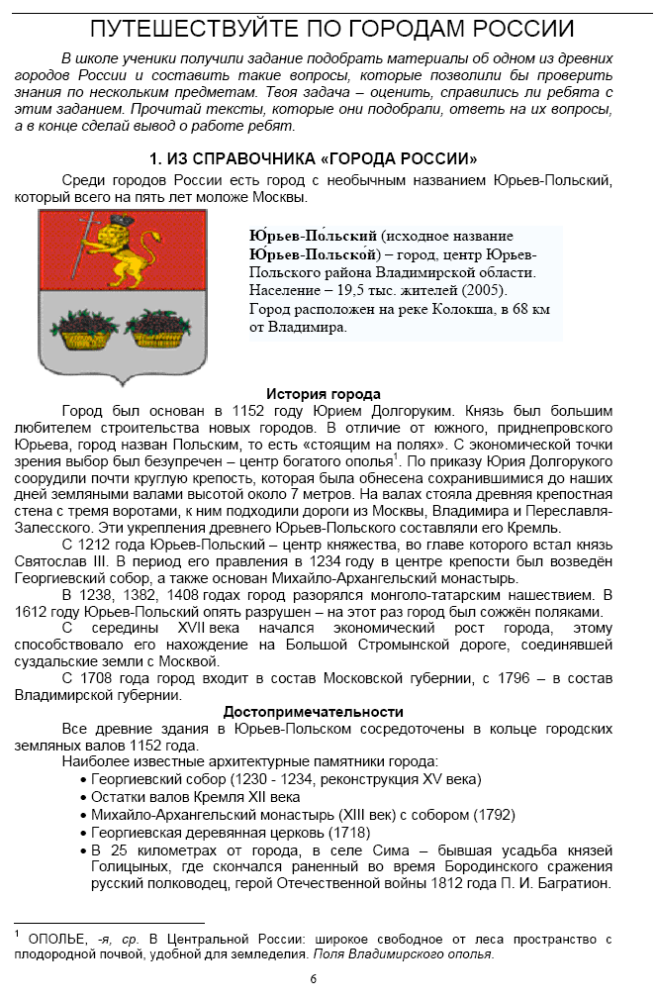 ПУТЕШЕСТВУЙТЕ ПО ГОРОДАМ РОССИИ
В школе ученики получили задание подобрать материалы об одном из древних
городов России и составить такие вопросы, которые позволили бы проверить
знания по нескольким предметам. Твоя задача – оценить, справились ли ребята с
этим заданием. Прочитай тексты, которые они подобрали, ответь на их вопросы,
а в конце сделай вывод о работе ребят.
1. ИЗ СПРАВОЧНИКА «ГОРОДА РОССИИ»
Среди городов России есть город с необычным названием Юрьев-Польский,
который всего на пять лет моложе Москвы.
Ю́рьев-По́льский (исходное название
Ю́рьев-Польско́й) – город, центр Юрьев-
Польского района Владимирской области.
Население – 19,5 тыс. жителей (2005).
Город расположен на реке Колокша, в 68 км
от Владимира.
История города
Город был основан в 1152 году Юрием Долгоруким. Князь был большим
любителем строительства новых городов. В отличие от южного, приднепровского
Юрьева, город назван Польским, то есть «стоящим на полях». С экономической точки
зрения выбор был безупречен – центр богатого ополья¹. По приказу Юрия Долгорукого
соорудили почти круглую крепость, которая была обнесена сохранившимися до наших
дней земляными валами высотой около 7 метров. На валах стояла древняя крепостная
стена с тремя воротами, к ним подходили дороги из Москвы, Владимира и Переславля-
Залесского. Эти укрепления древнего Юрьев-Польского составляли его Кремль.
С 1212 года Юрьев-Польский – центр княжества, во главе которого встал князь
Святослав III. В период его правления в 1234 году в центре крепости был возведён
Георгиевский собор, а также основан Михайло-Архангельский монастырь.
В 1238, 1382, 1408 годах город разорялся монголо-татарским нашествием. В
1612 году Юрьев-Польский опять разрушен – на этот раз город был сожжён поляками.
С середины XVII века начался экономический рост города, этому
способствовало его нахождение на Большой Стромынской дороге, соединявшей
суздальские земли с Москвой.
С 1708 года город входит в состав Московской губернии, с 1796 – в состав
Владимирской губернии.
Достопримечательности
Все древние здания в Юрьев-Польском сосредоточены в кольце городских
земляных валов 1152 года.
Наиболее известные архитектурные памятники города:
• Георгиевский собор (1230 - 1234, реконструкция XV века)
• Остатки валов Кремля XII века
• Михайло-Архангельский монастырь (XIII век) с собором (1792)
• Георгиевская деревянная церковь (1718)
• В 25 километрах от города, в селе Сима – бывшая усадьба князей
Голицыных, где скончался раненный во время Бородинского сражения
русский полководец, герой Отечественной войны 1812 года П. И. Багратион.
¹ ОПОЛЬЕ, -я, ср. В Центральной России: широкое свободное от леса пространство с
плодородной почвой, удобной для земледелия. Поля Владимирского ополья.
6